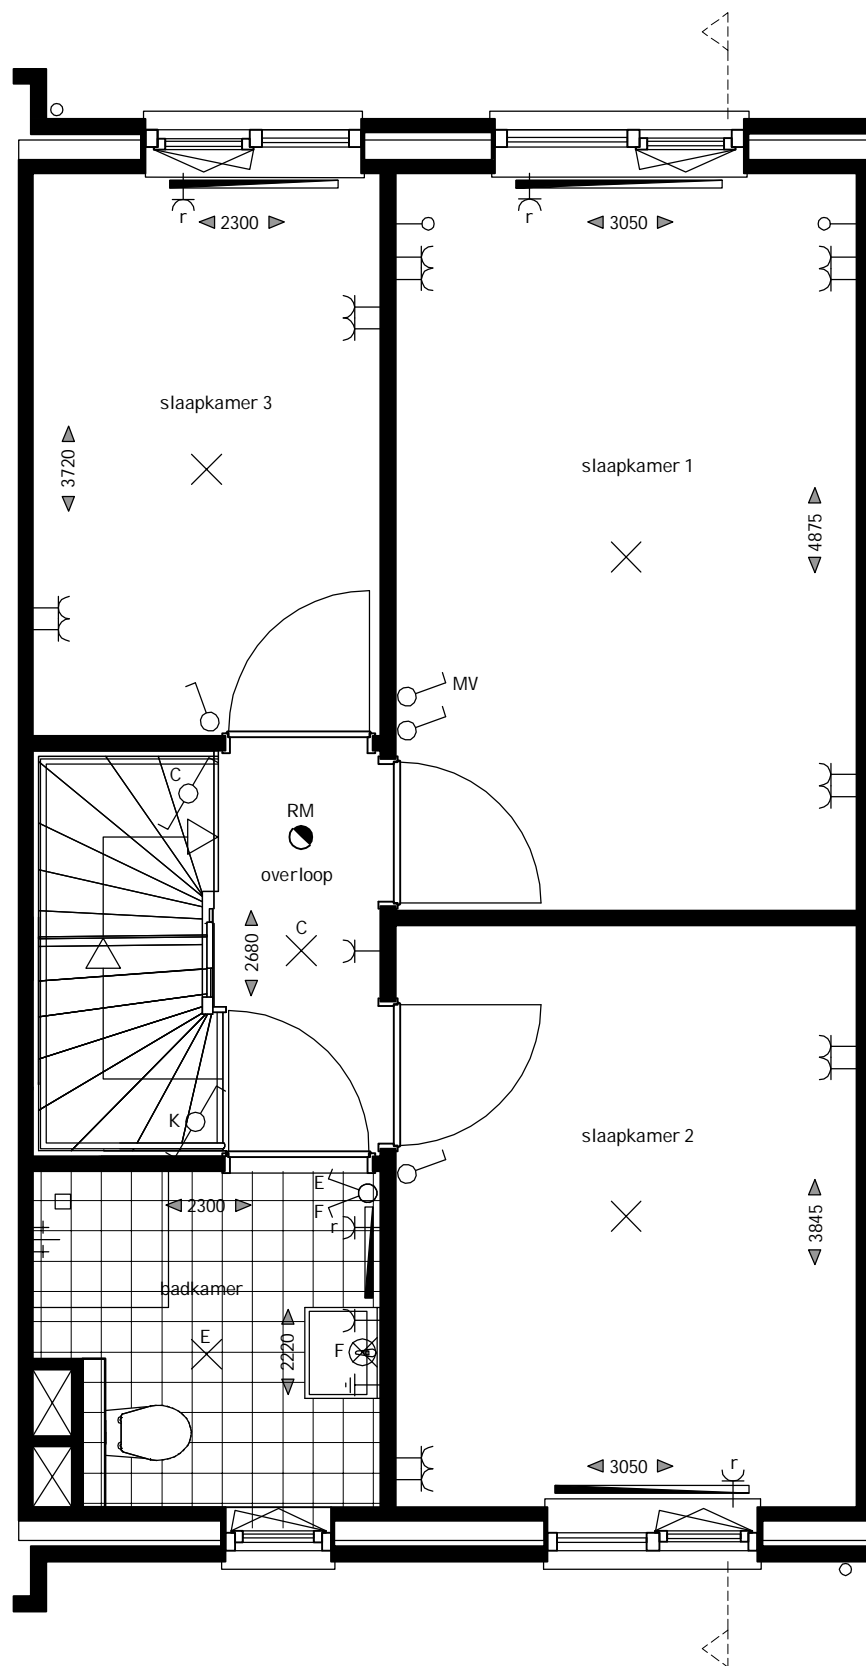 r
2300
r
3050
slaapkamer 3
3720
slaapkamer 1
4875
MV
C
RM
overloop
C
2680
K
slaapkamer 2
E
2300
F
r
3845
badkamer
E
2220
F
3050
r